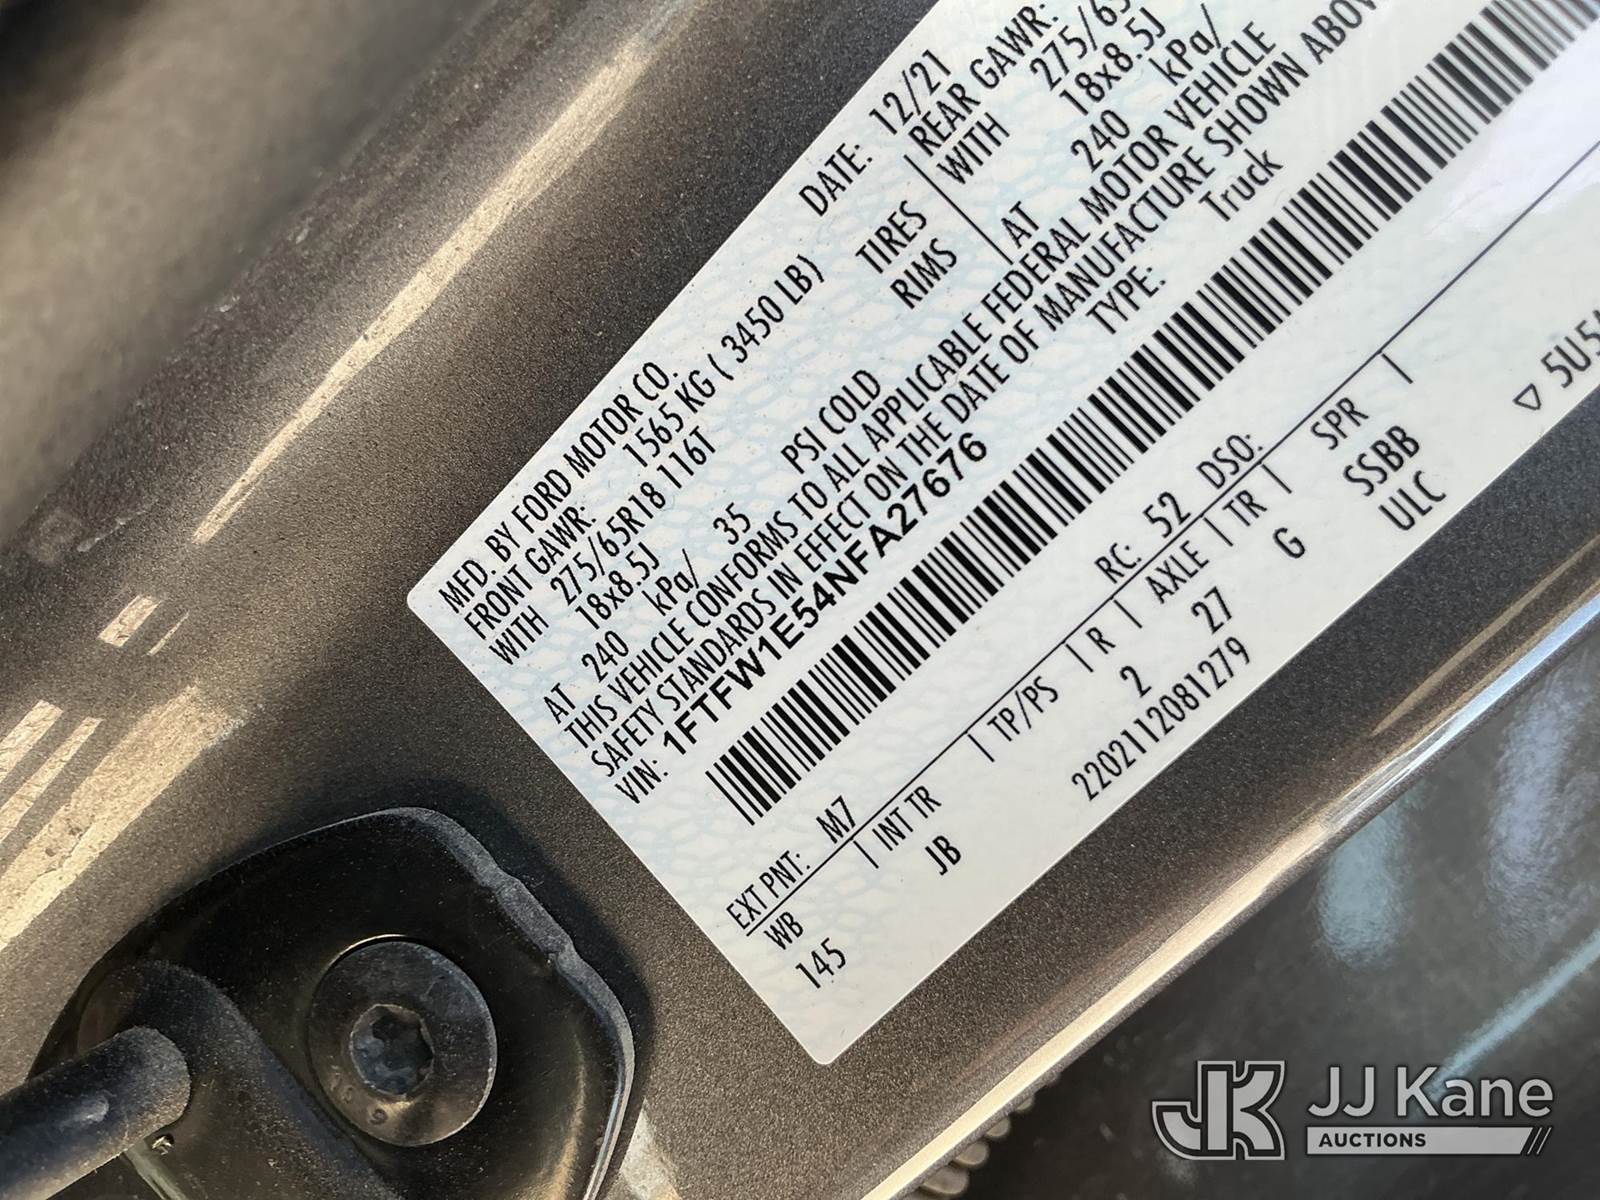 MFD. BY FORD MOTOR CO.
DATE: 12/21
FRONT GAWR: 1565 KG ( 3450 LB)
REAR GAWR:
WITH 275/65R18 116T TIRES
WITH 275/65
18x8.5J RIMS
18x8.5J
AT 240 kPa/ 35 PSI COLD
AT 240 kPa/
THIS VEHICLE CONFORMS TO ALL APPLICABLE FEDERAL MOTOR VEHICLE
SAFETY STANDARDS IN EFFECT ON THE DATE OF MANUFACTURE SHOWN ABOV
VIN: 1FTFW1E54NFA27676
TYPE: Truck
EXT PNT: M7 RC: 52 DSO:
WB | INT TR | TP/PS | R | AXLE | TR | SPR |
145 JB 2 27 G SSBB
2202112081279 ULC
▽ 5U5
JJ Kane
AUCTIONS